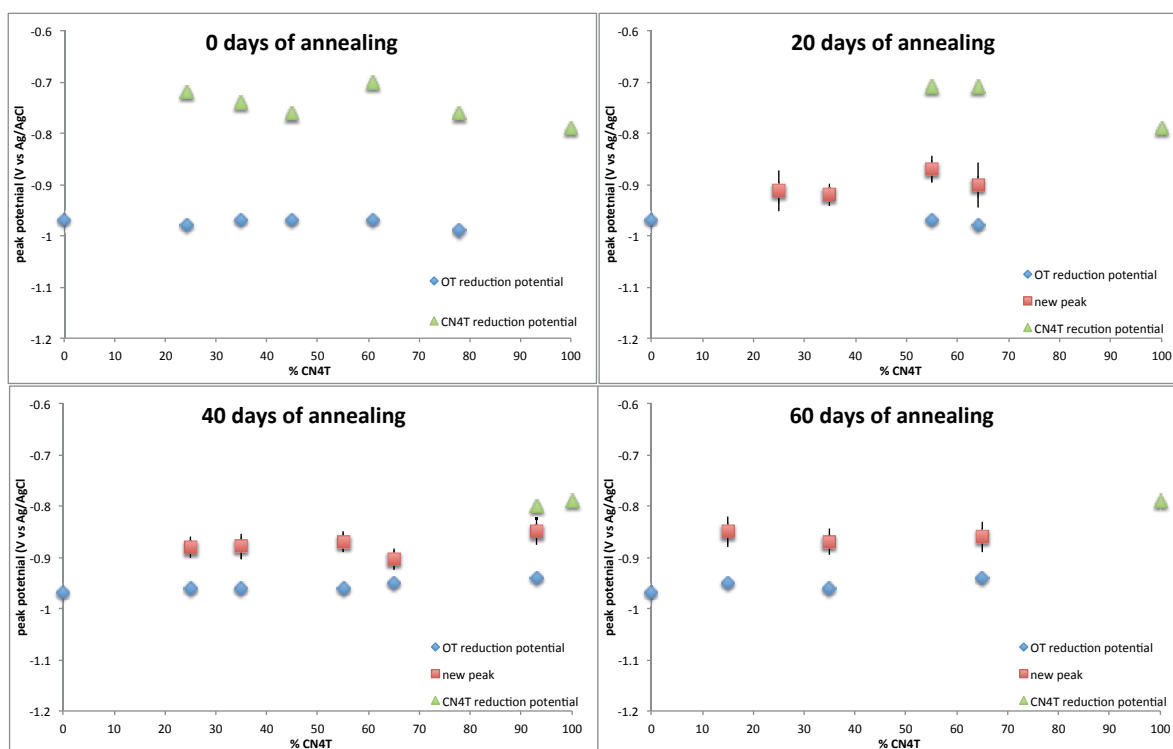 0 days of annealing
peak potetnial (V vs Ag/AgCl
-0.6
-0.7
-0.8
-0.9
-1
-1.1
-1.2
OT reduction potential
CN4T reduction potential
0 10 20 30 40 50 60 70 80 90 100
% CN4T
20 days of annealing
peak potetnial (V vs Ag/AgCl
-0.6
-0.7
-0.8
-0.9
-1
-1.1
-1.2
OT reduction potential
new peak
CN4T recution potential
0 10 20 30 40 50 60 70 80 90 100
% CN4T
40 days of annealing
peak potetnial (V vs Ag/AgCl
-0.6
-0.7
-0.8
-0.9
-1
-1.1
-1.2
OT reduction potential
new peak
CN4T reduction potential
0 10 20 30 40 50 60 70 80 90 100
% CN4T
60 days of annealing
peak potetnial (V vs Ag/AgCl
-0.6
-0.7
-0.8
-0.9
-1
-1.1
-1.2
OT reduction potential
new peak
CN4T reduction potential
0 10 20 30 40 50 60 70 80 90 100
% CN4T